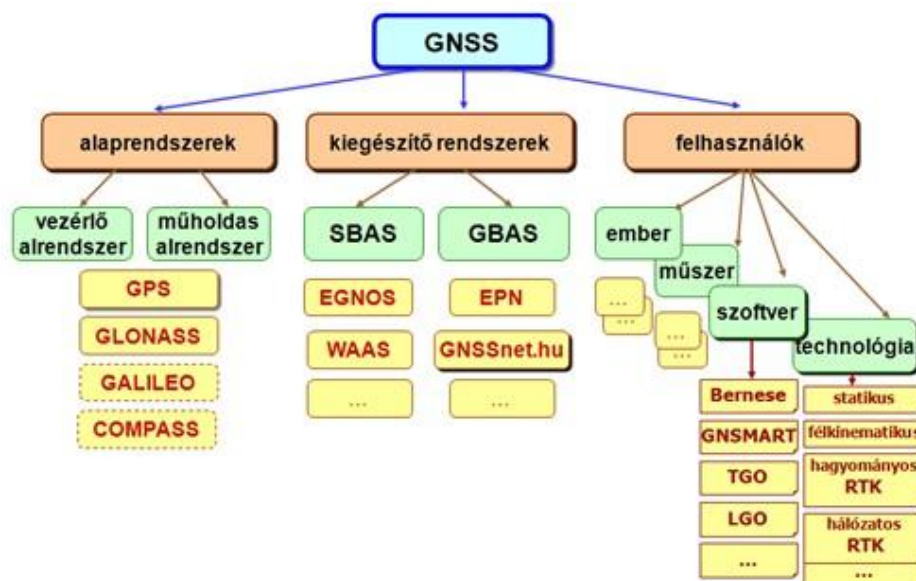 GNSS
alaprendszerek
kiegészítő rendszerek
felhasználók
vezérlő
alrendszer
műholdas
alrendszer
GPS
GLONASS
GALILEO
COMPASS
SBAS
GBAS
EGNOS
WAAS
...
EPN
GNSSnet.hu
...
ember
...
...
műszer
...
...
szoftver
Bernese
GNSMART
TGO
LGO
...
technológia
statikus
félkinematikus
hagyományos
RTK
hálózatos
RTK
...